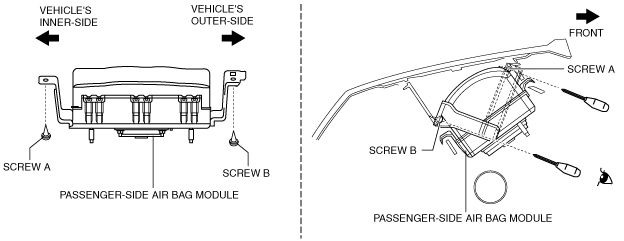 VEHICLE'S
INNER-SIDE
VEHICLE'S
OUTER-SIDE
SCREW A
SCREW B
PASSENGER-SIDE AIR BAG MODULE
FRONT
SCREW A
SCREW B
PASSENGER-SIDE AIR BAG MODULE